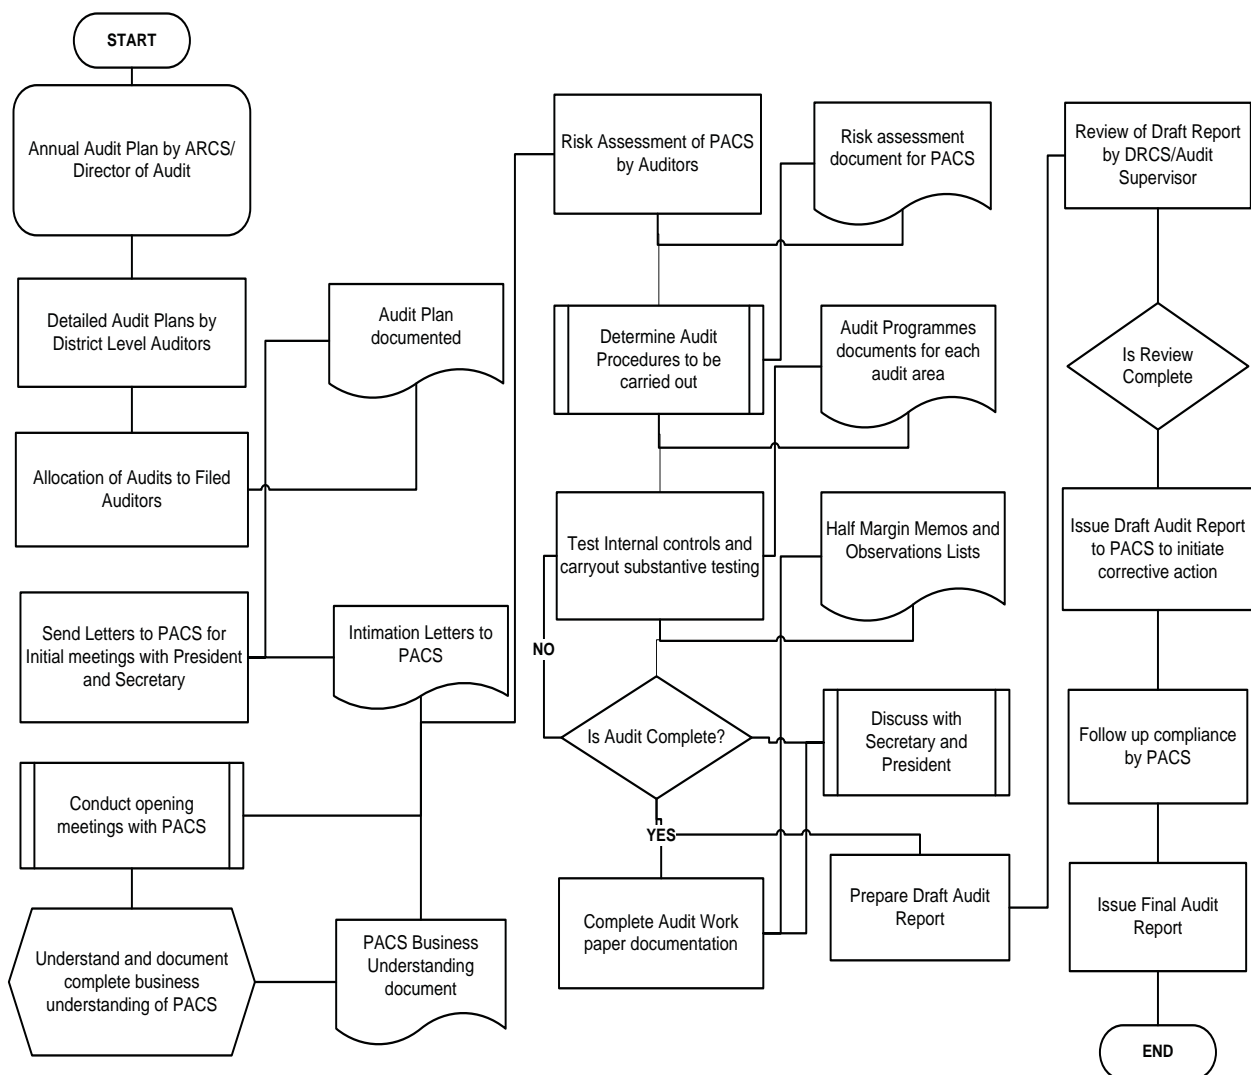 START
Annual Audit Plan by ARCS/
Director of Audit
Detailed Audit Plans by
District Level Auditors
Audit Plan
documented
Allocation of Audits to Filed
Auditors
Send Letters to PACS for
Initial meetings with President
and Secretary
Intimation Letters to
PACS
Conduct opening
meetings with PACS
Understand and document
complete business
understanding of PACS
PACS Business
Understanding
document
Risk Assessment of PACS
by Auditors
Risk assessment
document for PACS
Determine Audit
Procedures to be
carried out
Audit Programmes
documents for each
audit area
Test Internal controls and
carryout substantive testing
Half Margin Memos and
Observations Lists
NO
Is Audit Complete?
Discuss with
Secretary and
President
YES
Complete Audit Work
paper documentation
Prepare Draft Audit
Report
Review of Draft Report
by DRCS/Audit
Supervisor
Is Review
Complete
Issue Draft Audit Report
to PACS to initiate
corrective action
Follow up compliance
by PACS
Issue Final Audit
Report
END